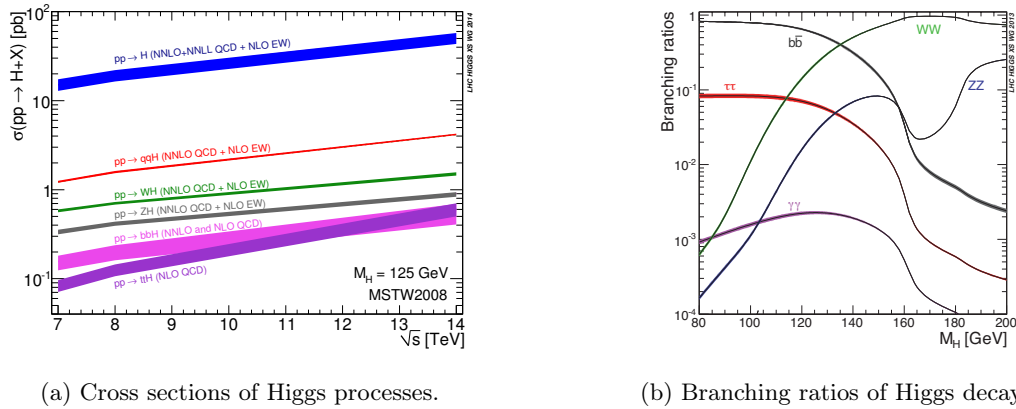 σ(pp → H+X) [pb]
10²
10
1
10⁻¹
pp → H (NNLO+NNLL QCD + NLO EW)
pp → qqH (NNLO QCD + NLO EW)
pp → WH (NNLO QCD + NLO EW)
pp → ZH (NNLO QCD + NLO EW)
pp → bbH (NNLO and NLO QCD)
pp → ttH (NLO QCD)
M_H = 125 GeV
MSTW2008
7 8 9 10 11 12 13 14
√s [TeV]
LHC HIGGS XS WG 2014
(a) Cross sections of Higgs processes.
Branching ratios
1
10⁻¹
10⁻²
10⁻³
10⁻⁴
bb̄
WW
ττ
ZZ
γγ
80 100 120 140 160 180 200
M_H [GeV]
LHC HIGGS XS WG 2013
(b) Branching ratios of Higgs decay